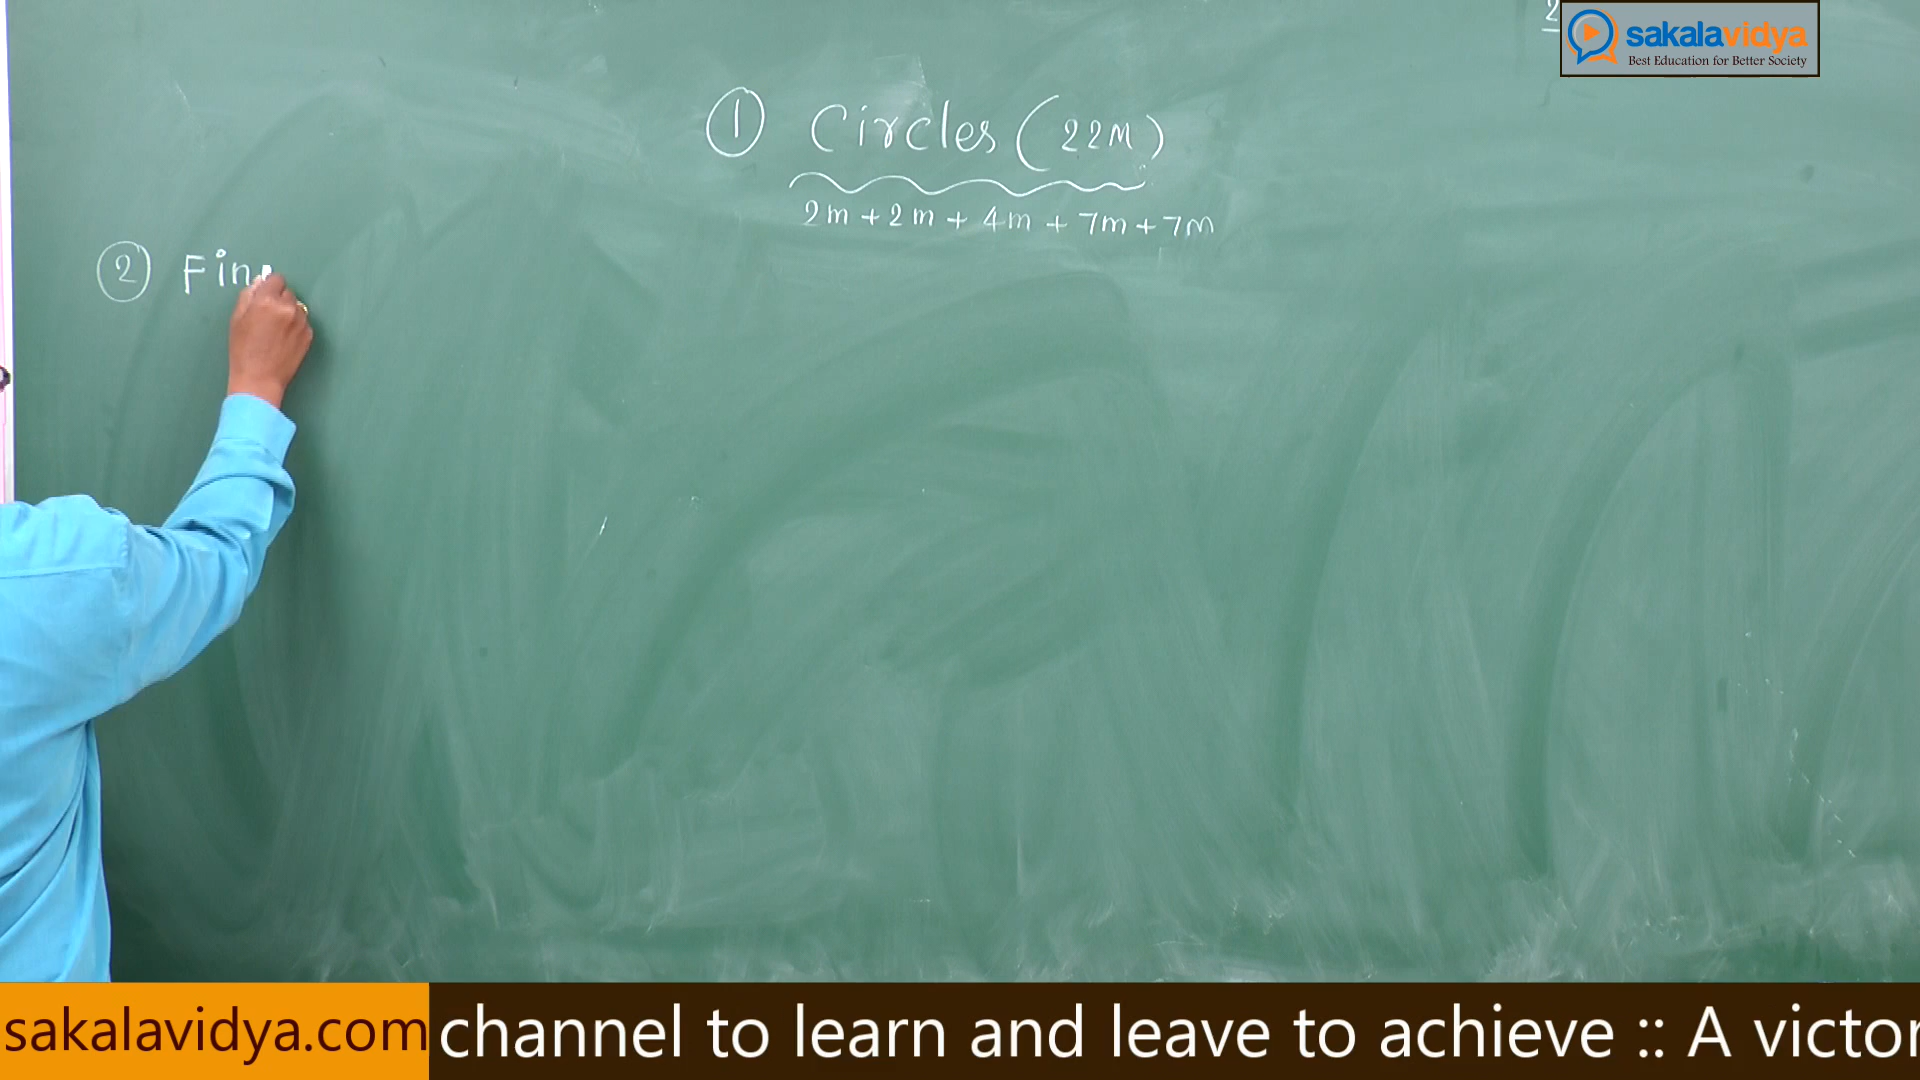 2
sakalavidya
Best Education for Better Society
① Circles (22M)
2m + 2m + 4m + 7m + 7m
② Fin
sakalavidya.com channel to learn and leave to achieve :: A victor